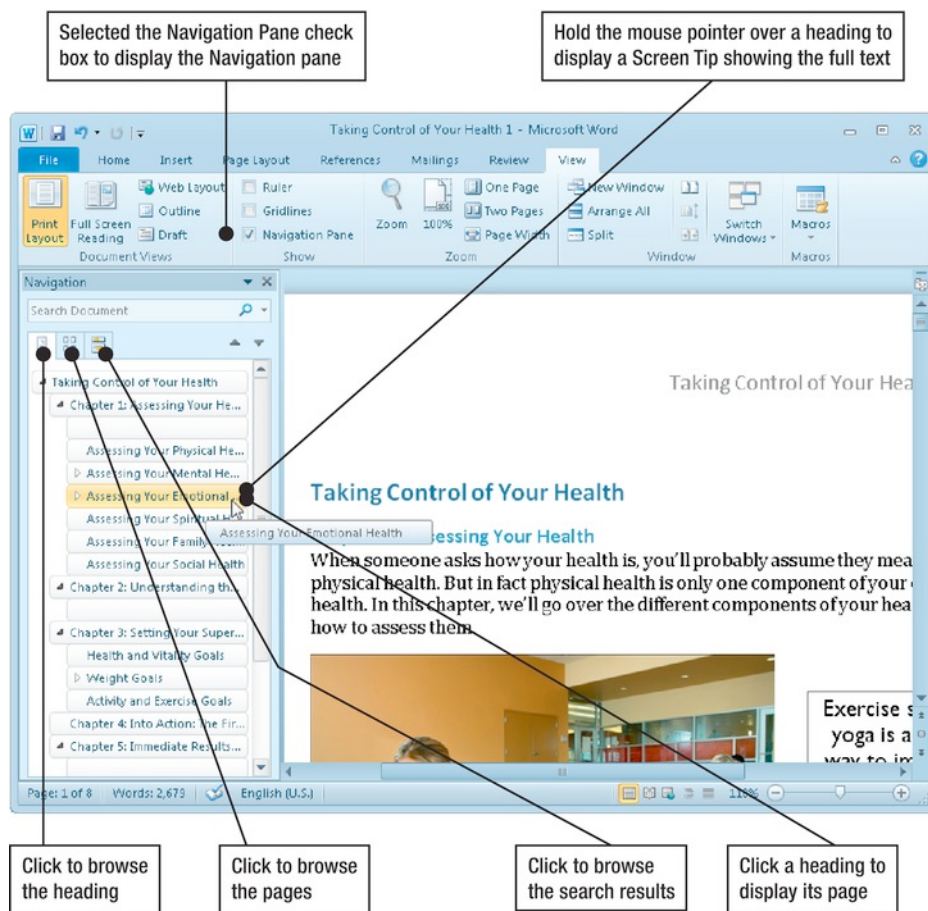 Selected the Navigation Pane check
box to display the Navigation pane
Hold the mouse pointer over a heading to
display a Screen Tip showing the full text
Taking Control of Your Health 1 - Microsoft Word
File Home Insert Page Layout References Mailings Review View
Print Layout
Full Screen Reading
Web Layout
Outline
Draft
Document Views
Ruler
Gridlines
Navigation Pane
Show
Zoom
100%
One Page
Two Pages
Page Width
Zoom
New Window
Arrange All
Split
Switch Windows
Window
Macros
Macros
Navigation
Search Document
Taking Control of Your Health
Chapter 1: Assessing Your He...
Assessing Your Physical He...
Assessing Your Mental He...
Assessing Your Emotional
Assessing Your Spiritual
Assessing Your Family
Assessing Your Social Health
Assessing Your Emotional Health
Chapter 2: Understanding th...
Chapter 3: Setting Your Super...
Health and Vitality Goals
Weight Goals
Activity and Exercise Goals
Chapter 4: Into Action: The Fir...
Chapter 5: Immediate Results...
Taking Control of Your Hea
Taking Control of Your Health
sessing Your Health
When someone asks how your health is, you'll probably assume they mea
physical health. But in fact physical health is only one component of your
health. In this chapter, we'll go over the different components of your hea
how to assess them
Exercise s
yoga is a
way to im
Page: 1 of 8 Words: 2,679 English (U.S.) 110%
Click to browse
the heading
Click to browse
the pages
Click to browse
the search results
Click a heading to
display its page